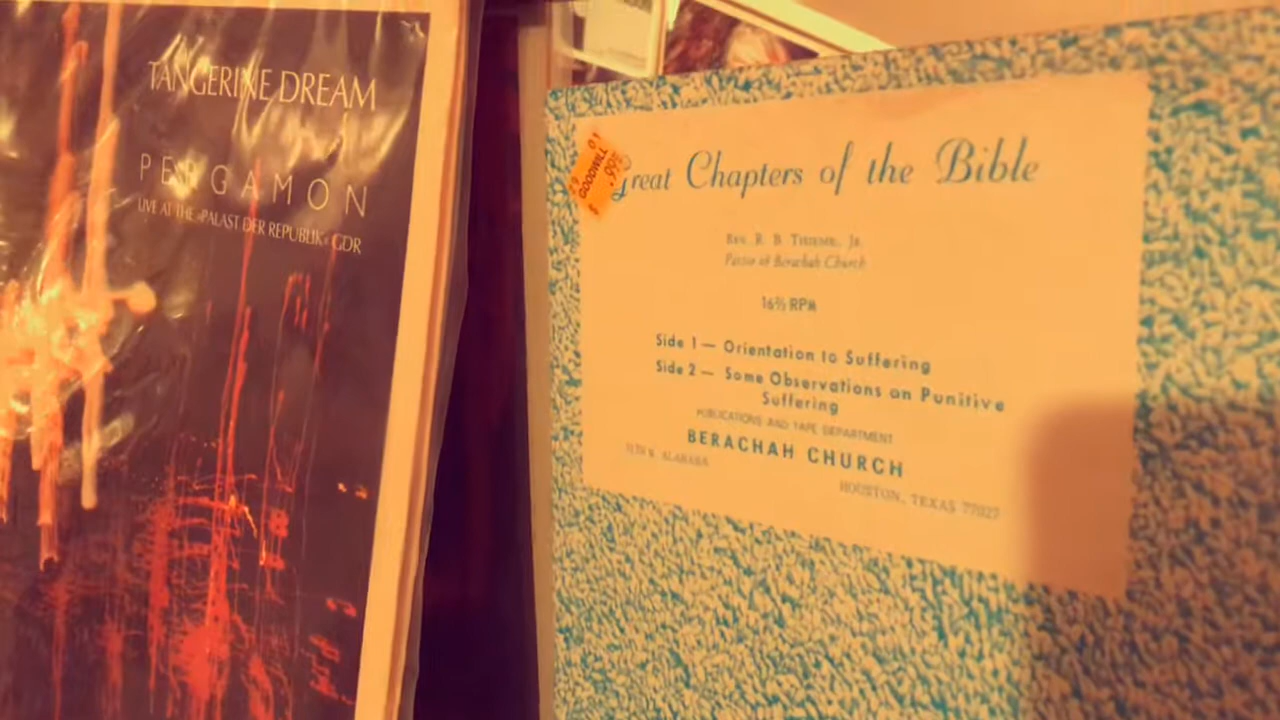 TANGERINE DREAM
PERGAMON
LIVE AT THE »PALAST DER REPUBLIK« GDR
GOODWILL
Great Chapters of the Bible
Rev. R. B. Thieme, Jr.
Pastor of Berachah Church
16⅔ RPM
Side 1 — Orientation to Suffering
Side 2 — Some Observations on Punitive
Suffering
PUBLICATIONS AND TAPE DEPARTMENT
BERACHAH CHURCH
W. ALABAMA
HOUSTON, TEXAS 77027